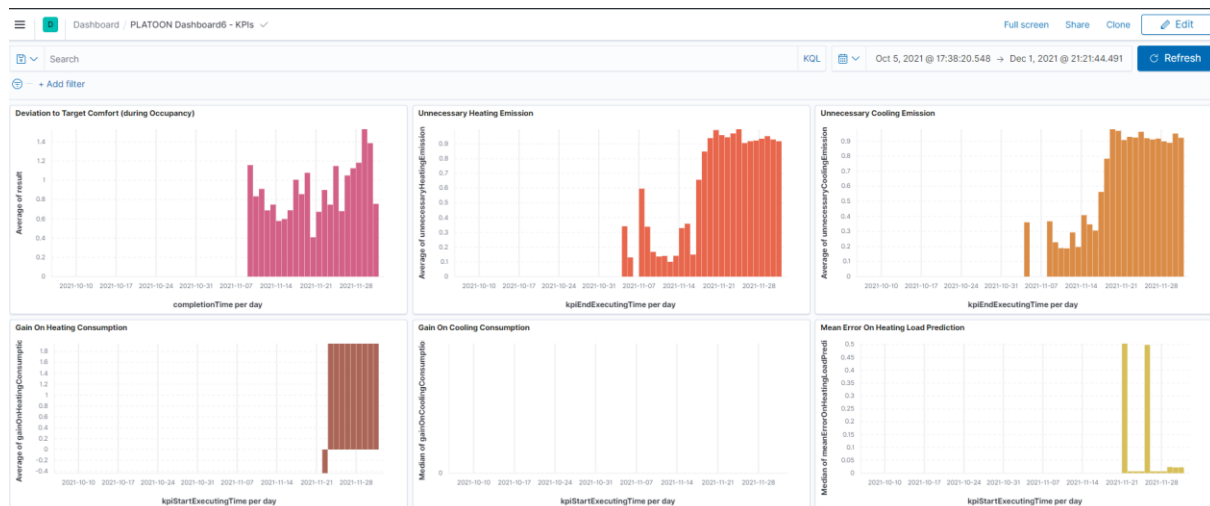 D Dashboard / PLATOON Dashboard6 - KPIs Full screen Share Clone Edit
Search KQL Oct 5, 2021 @ 17:38:20.548 → Dec 1, 2021 @ 21:21:44.491 Refresh
+ Add filter
Deviation to Target Comfort (during Occupancy)
Average of result
1.4
1.2
1
0.8
0.6
0.4
0.2
0
2021-10-10 2021-10-17 2021-10-24 2021-10-31 2021-11-07 2021-11-14 2021-11-21 2021-11-28
completionTime per day
Unnecessary Heating Emission
Average of unnecessaryHeatingEmission
0.9
0.8
0.7
0.6
0.5
0.4
0.3
0.2
0.1
0
2021-10-10 2021-10-17 2021-10-24 2021-10-31 2021-11-07 2021-11-14 2021-11-21 2021-11-28
kpiEndExecutingTime per day
Unnecessary Cooling Emission
Average of unnecessaryCoolingEmission
0.9
0.8
0.7
0.6
0.5
0.4
0.3
0.2
0.1
0
2021-10-10 2021-10-17 2021-10-24 2021-10-31 2021-11-07 2021-11-14 2021-11-21 2021-11-28
kpiEndExecutingTime per day
Gain On Heating Consumption
Average of gainOnHeatingConsumptic
1.8
1.6
1.4
1.2
1
0.8
0.6
0.4
0.2
0
-0.2
-0.4
2021-10-10 2021-10-17 2021-10-24 2021-10-31 2021-11-07 2021-11-14 2021-11-21 2021-11-28
kpiStartExecutingTime per day
Gain On Cooling Consumption
Median of gainOnCoolingConsumptio
0
2021-10-10 2021-10-17 2021-10-24 2021-10-31 2021-11-07 2021-11-14 2021-11-21 2021-11-28
kpiStartExecutingTime per day
Mean Error On Heating Load Prediction
Median of meanErrorOnHeatingLoadPredi
0.5
0.45
0.4
0.35
0.3
0.25
0.2
0.15
0.1
0.05
0
2021-10-10 2021-10-17 2021-10-24 2021-10-31 2021-11-07 2021-11-14 2021-11-21 2021-11-28
kpiStartExecutingTime per day